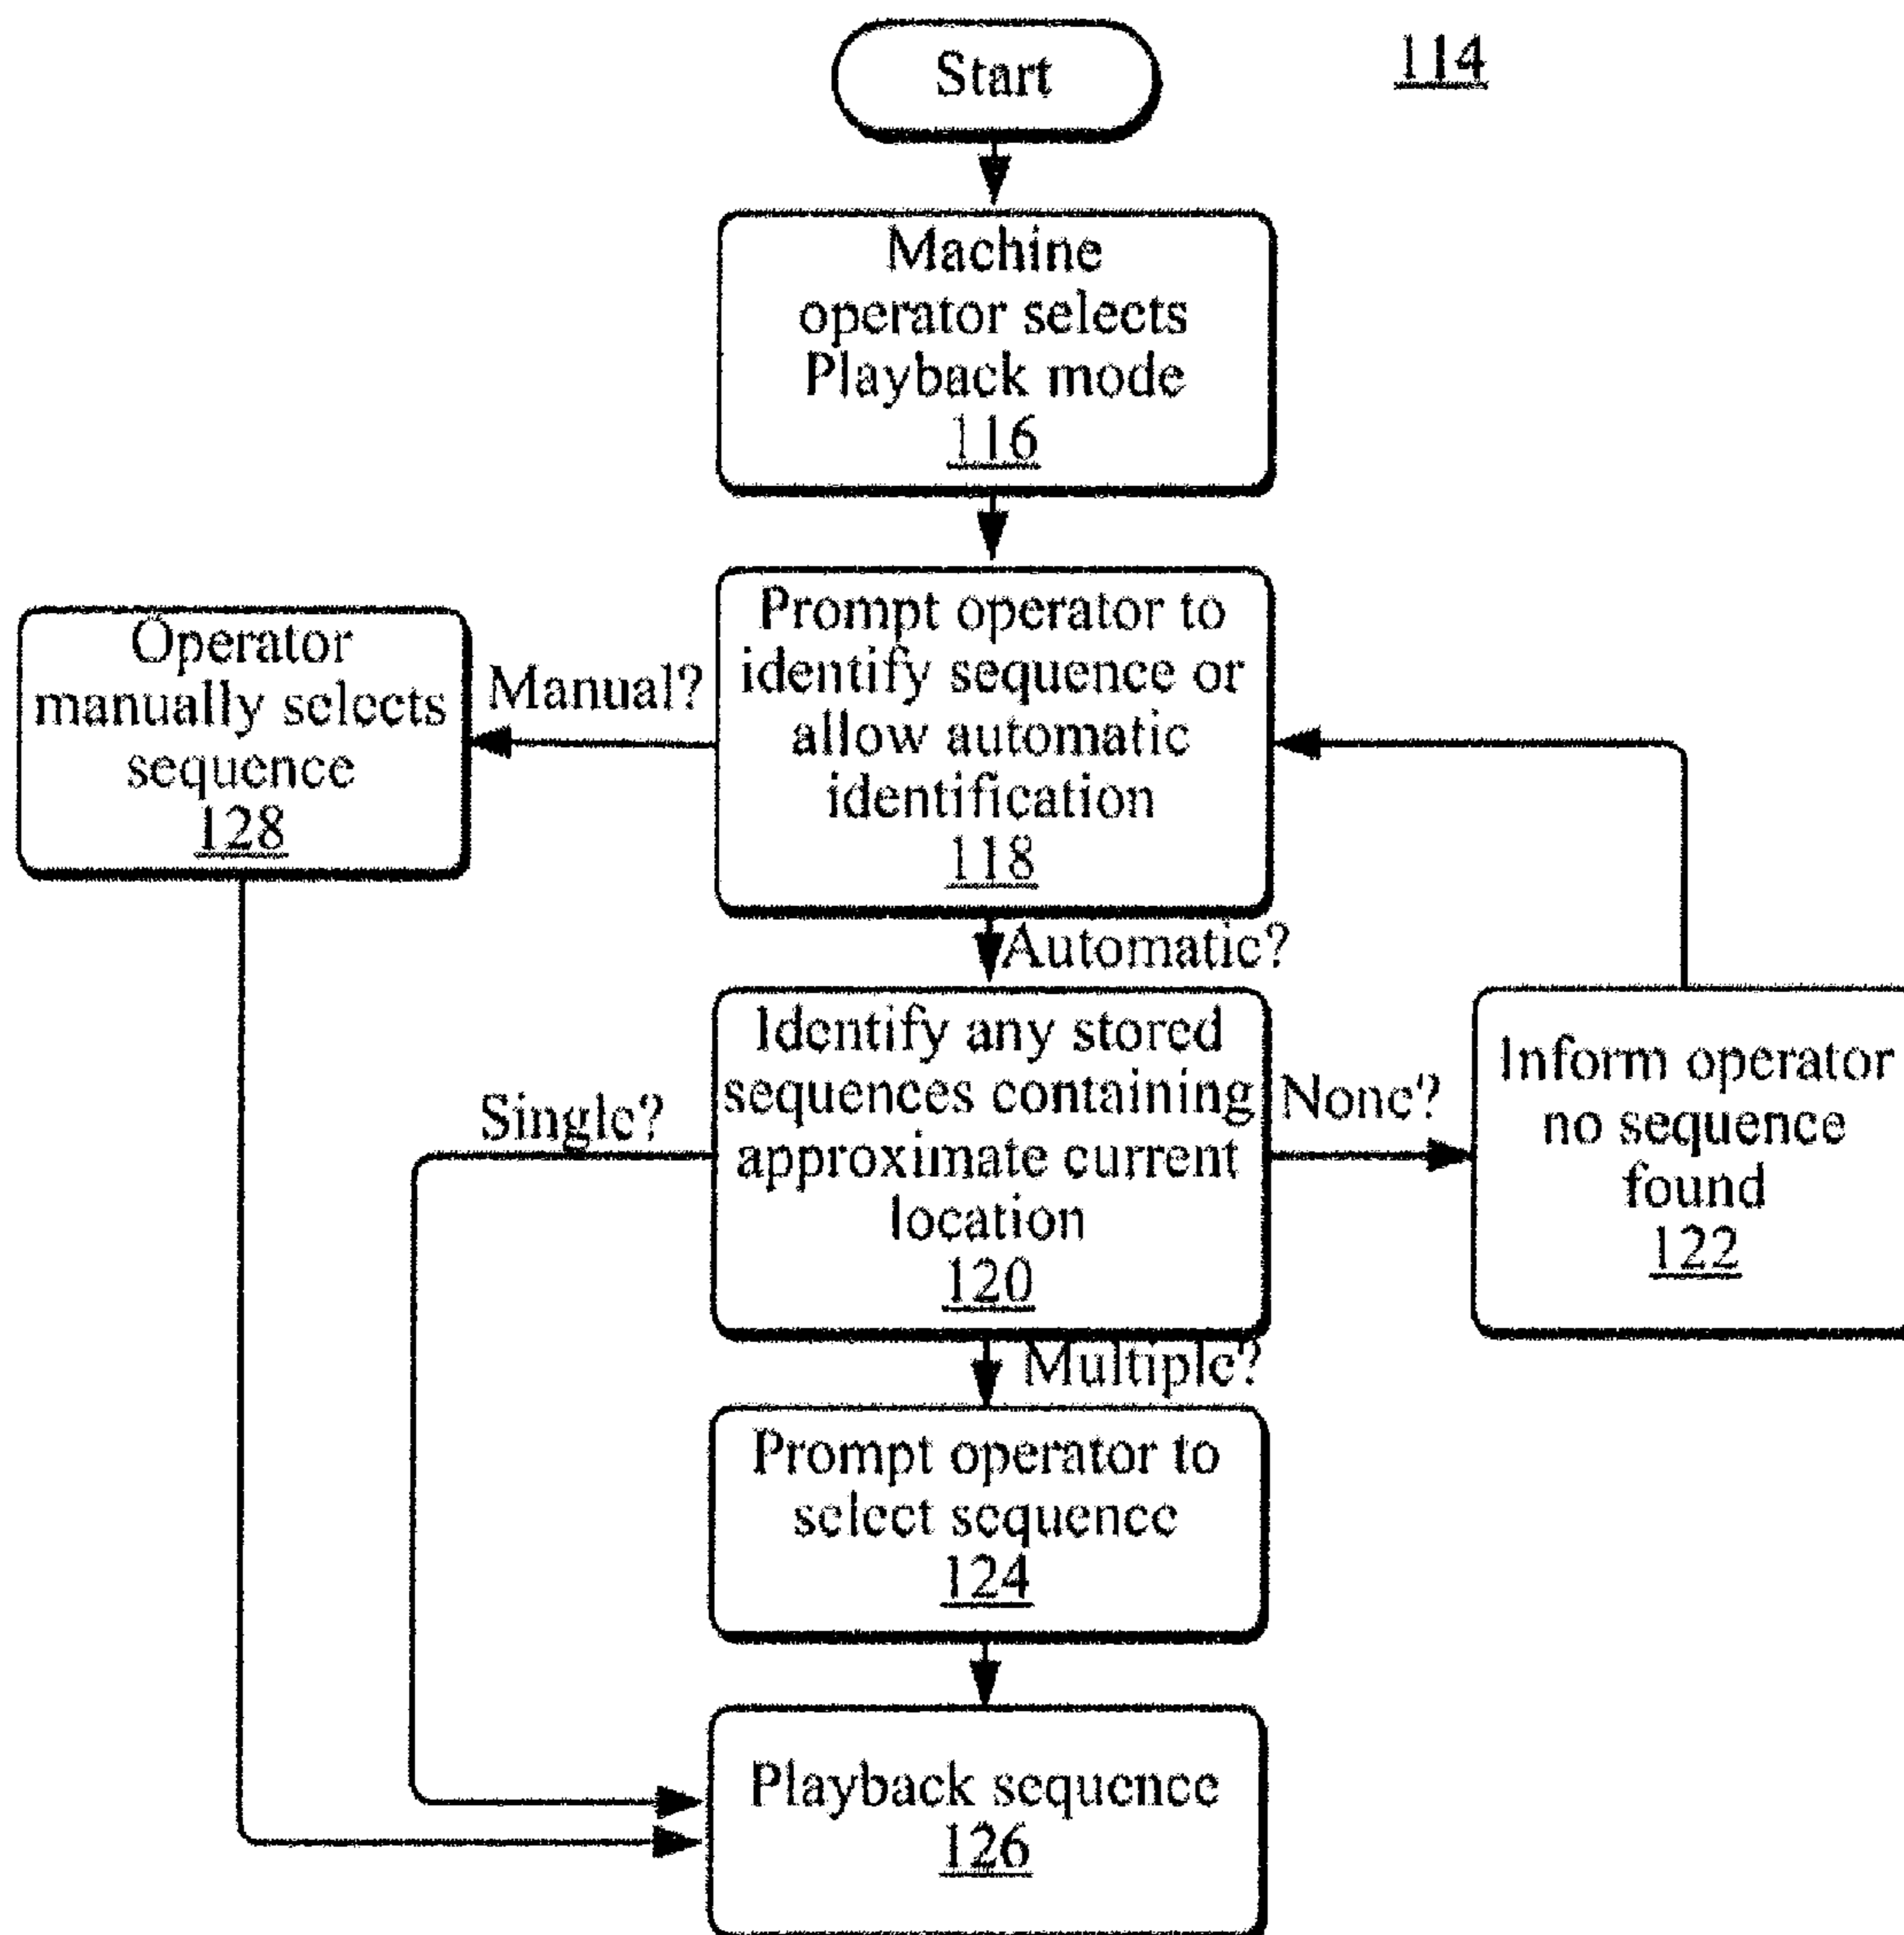 Start
114
Machine
operator selects
Playback mode
116
Prompt operator to
identify sequence or
allow automatic
identification
118
Manual?
Operator
manually selects
sequence
128
Automatic?
Identify any stored
sequences containing
approximate current
location
120
Single?
None?
Inform operator
no sequence
found
122
Multiple?
Prompt operator to
select sequence
124
Playback sequence
126